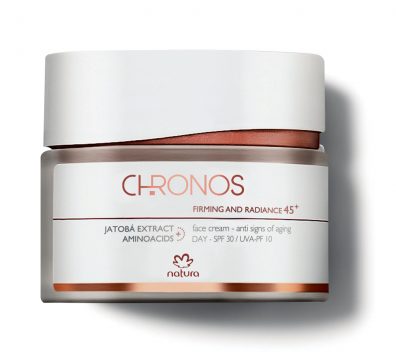 CHRONOS
FIRMING AND RADIANCE 45+
JATOBÁ EXTRACT + face cream - anti signs of aging
AMINOACIDS DAY - SPF 30 / UVA-PF 10
natura